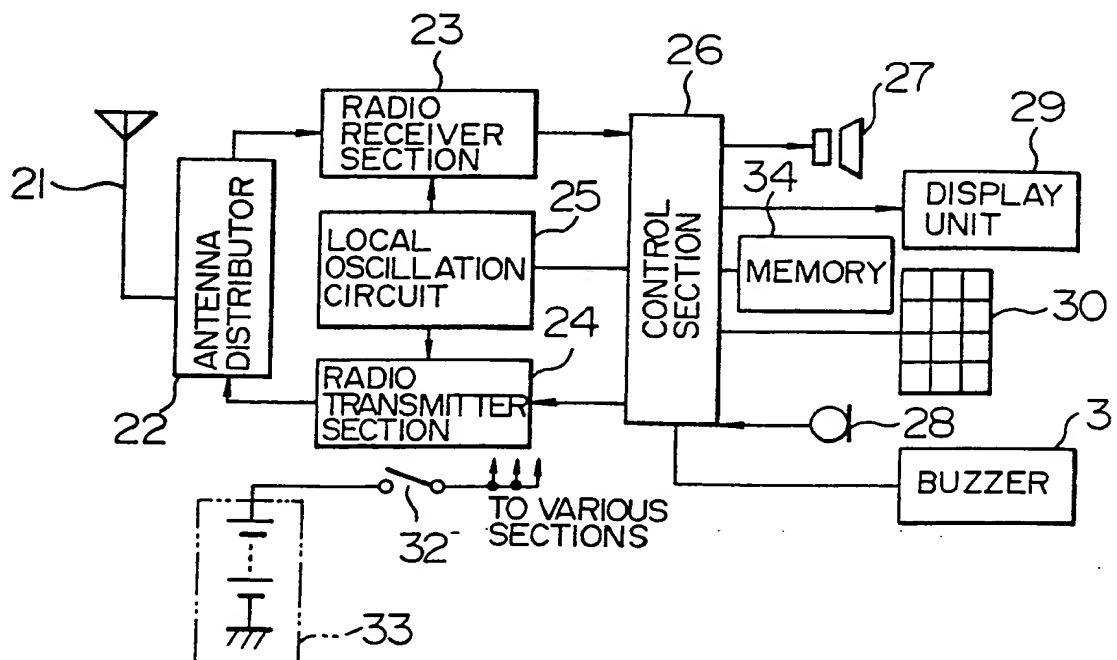 23
RADIO
RECEIVER
SECTION
26
27
29
DISPLAY
UNIT
21
ANTENNA
DISTRIBUTOR
25
LOCAL
OSCILLATION
CIRCUIT
CONTROL
SECTION
34
MEMORY
30
24
RADIO
TRANSMITTER
SECTION
22
28
3
BUZZER
TO VARIOUS
SECTIONS
32
33